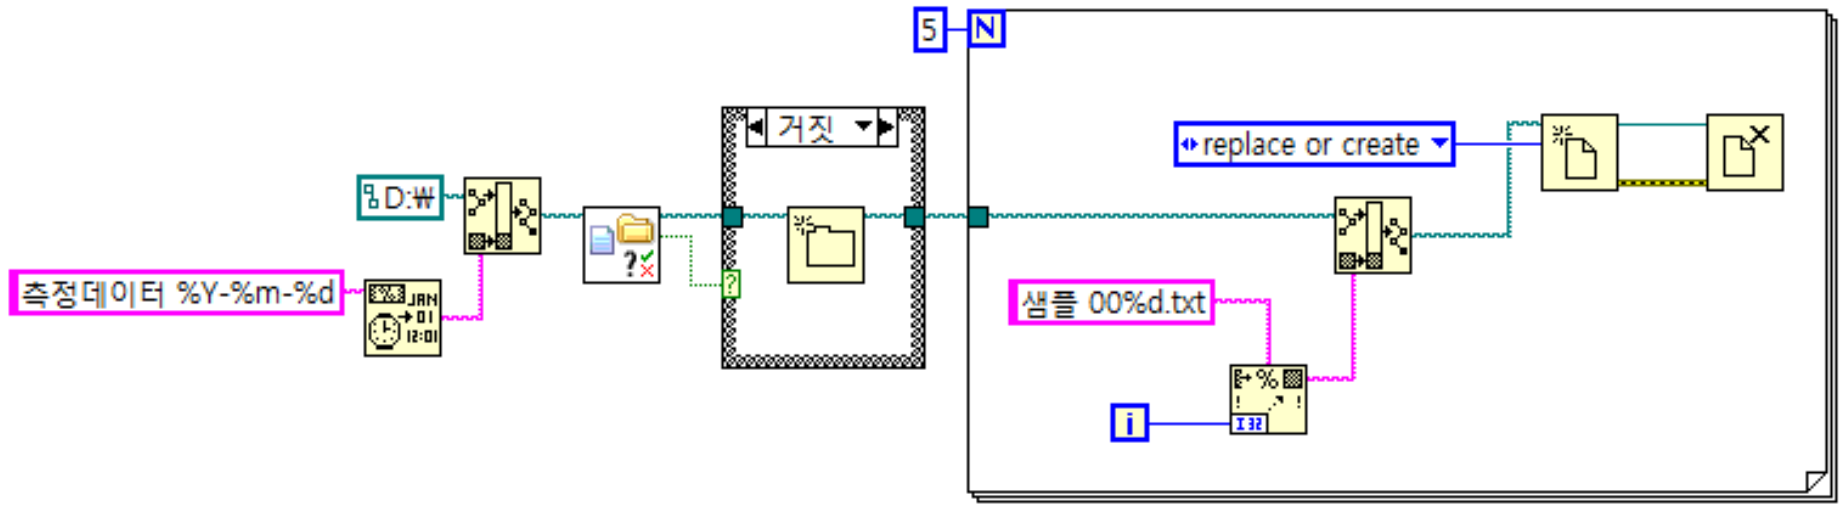 5
N
거짓
replace or create
D:₩
측정데이터 %Y-%m-%d
JAN
01
12:01
?
?
샘플 00%d.txt
%
! !
I32
i